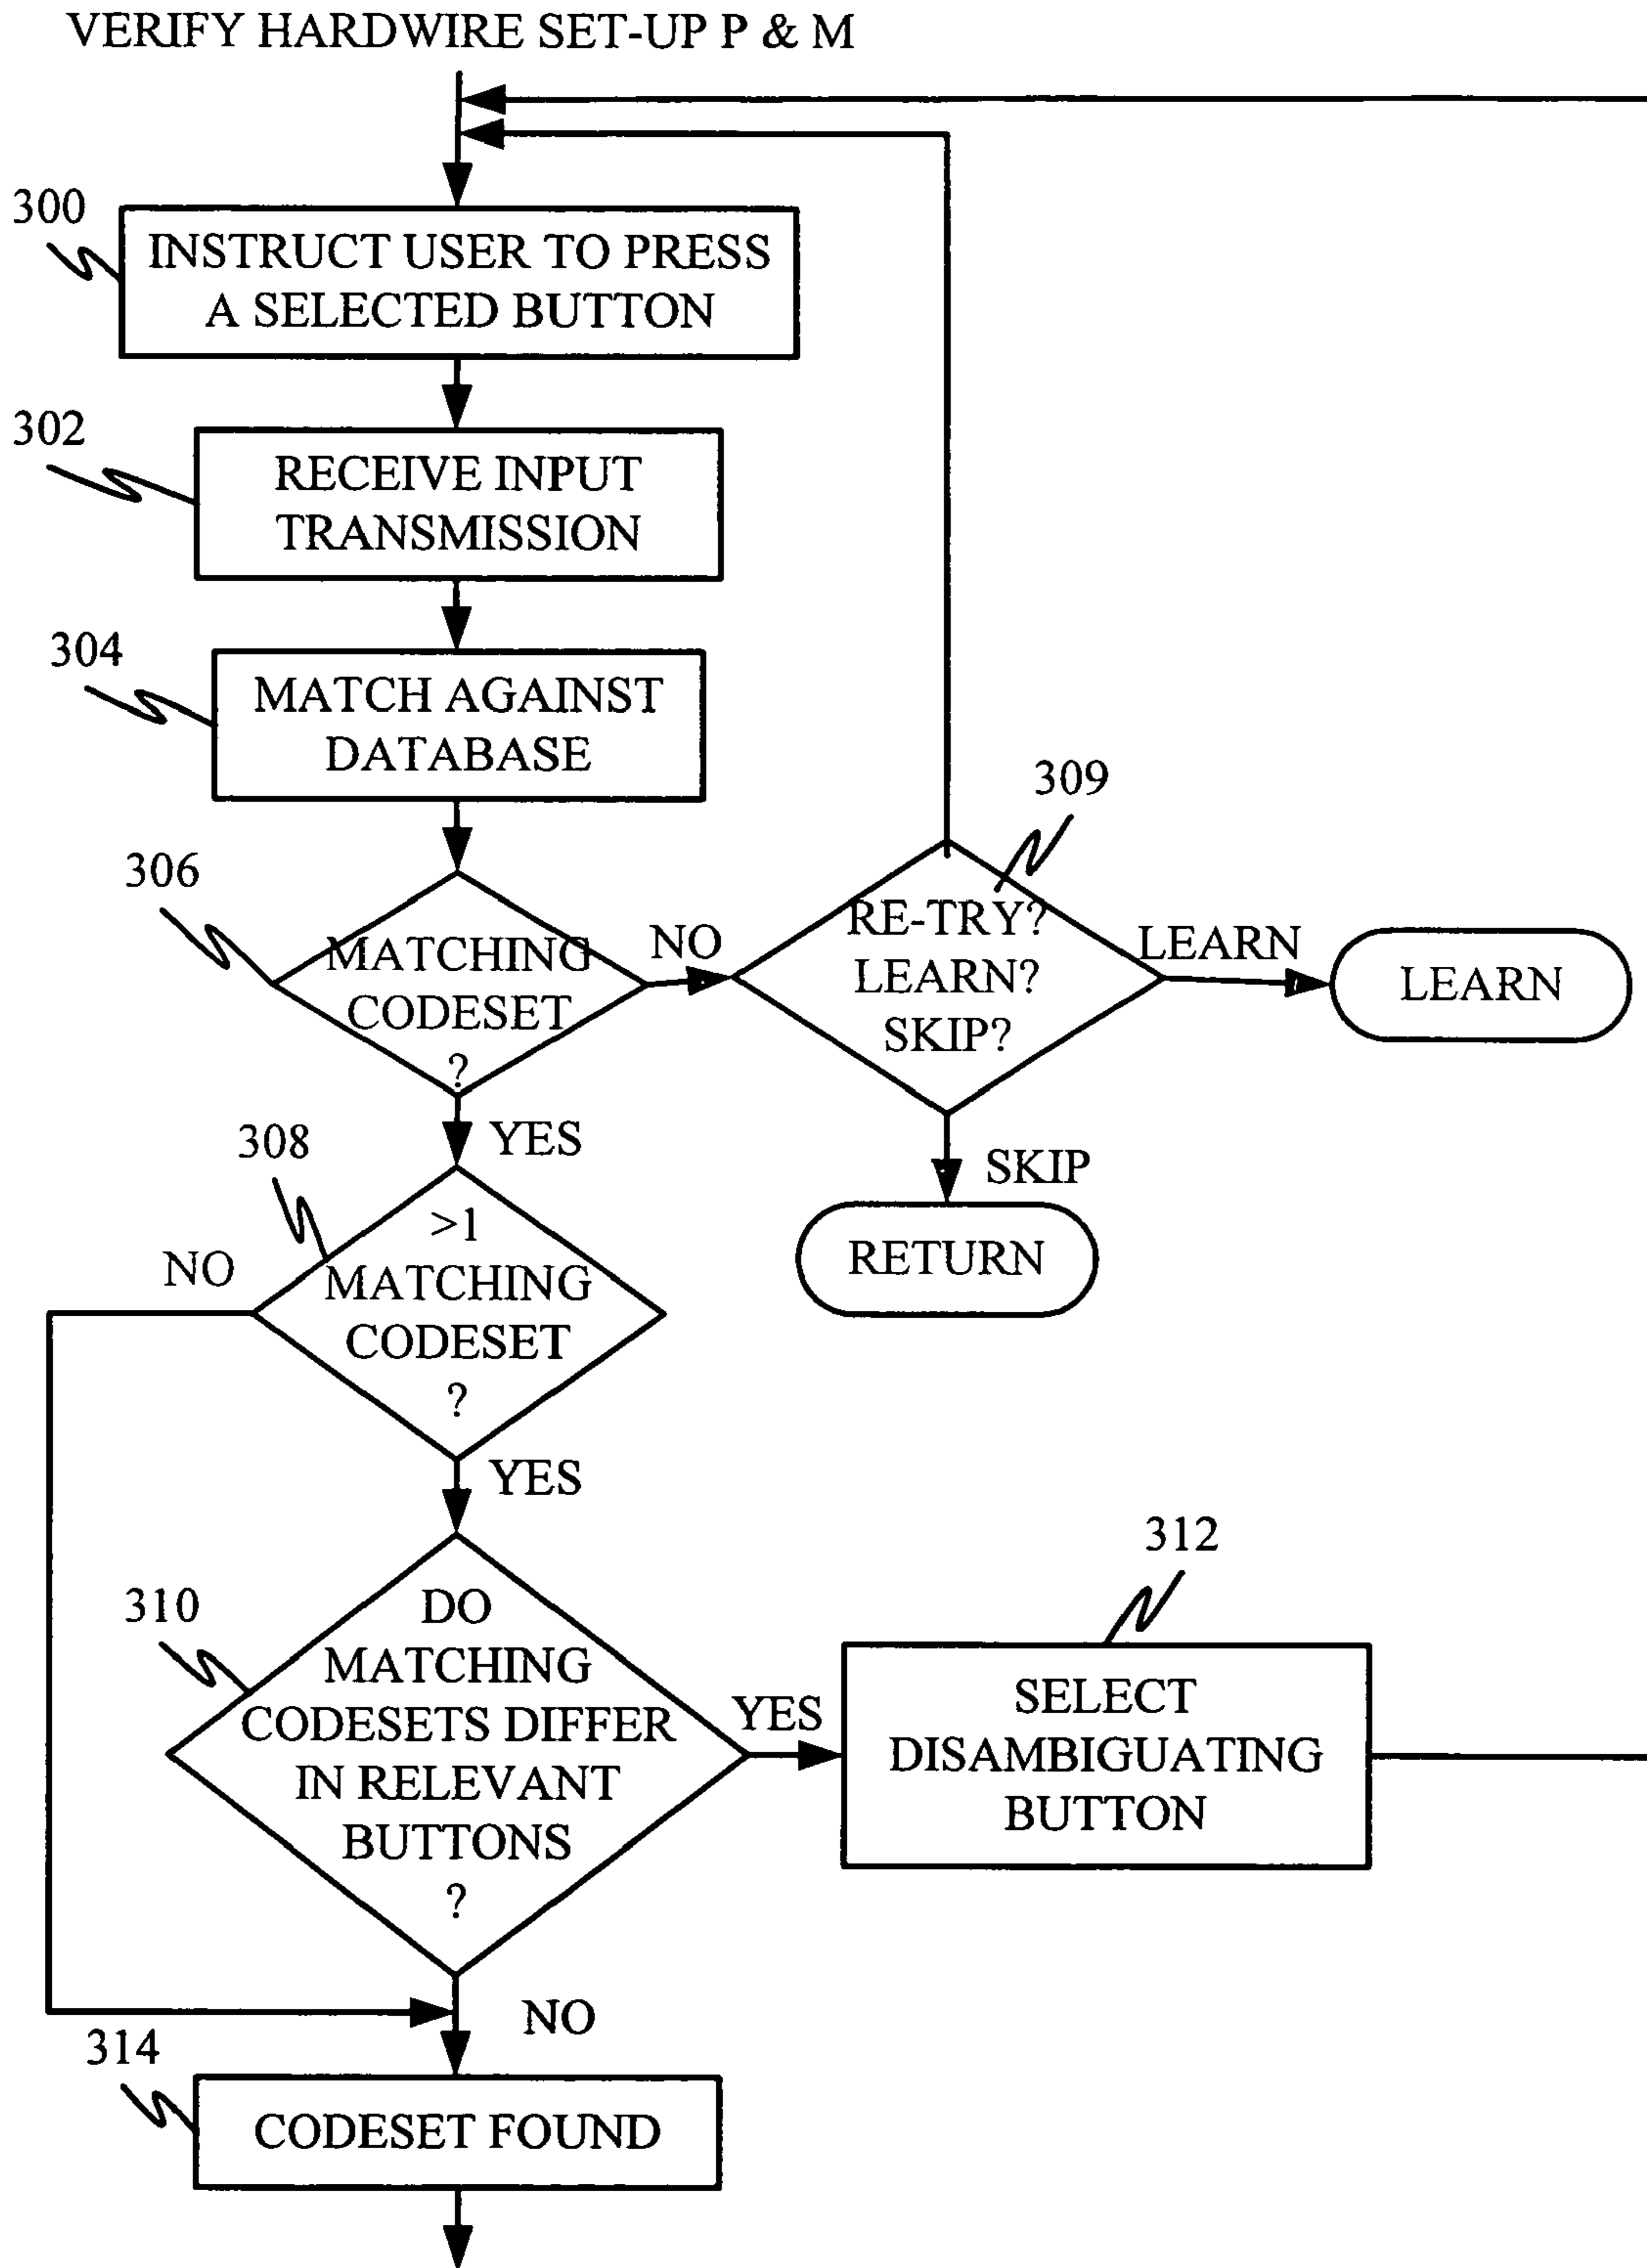 VERIFY HARDWIRE SET-UP P & M
300
INSTRUCT USER TO PRESS
A SELECTED BUTTON
302
RECEIVE INPUT
TRANSMISSION
304
MATCH AGAINST
DATABASE
306
MATCHING
CODESET
?
NO
309
RE-TRY?
LEARN?
SKIP?
LEARN
LEARN
SKIP
RETURN
YES
308
>1
MATCHING
CODESET
?
NO
YES
310
DO
MATCHING
CODESETS DIFFER
IN RELEVANT
BUTTONS
?
YES
312
SELECT
DISAMBIGUATING
BUTTON
NO
314
CODESET FOUND